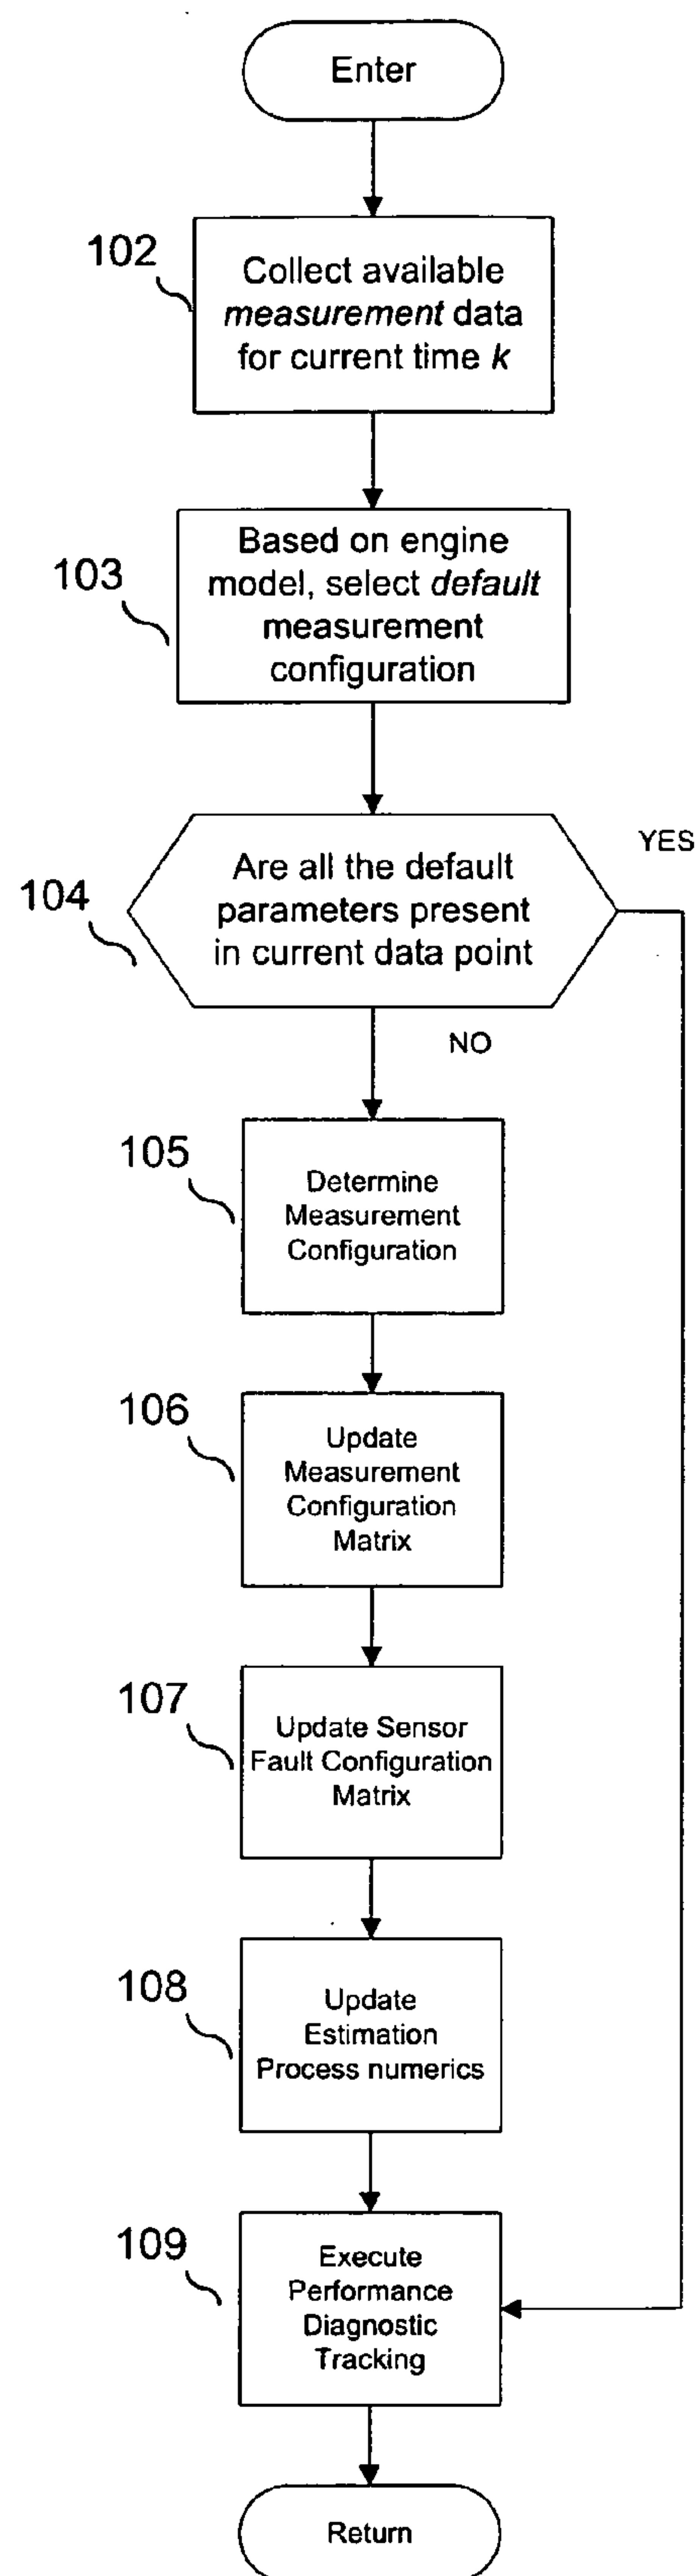 Enter
102
Collect available
measurement data
for current time k
103
Based on engine
model, select default
measurement
configuration
104
Are all the default
parameters present
in current data point
YES
NO
105
Determine
Measurement
Configuration
106
Update
Measurement
Configuration
Matrix
107
Update Sensor
Fault Configuration
Matrix
108
Update
Estimation
Process numerics
109
Execute
Performance
Diagnostic
Tracking
Return